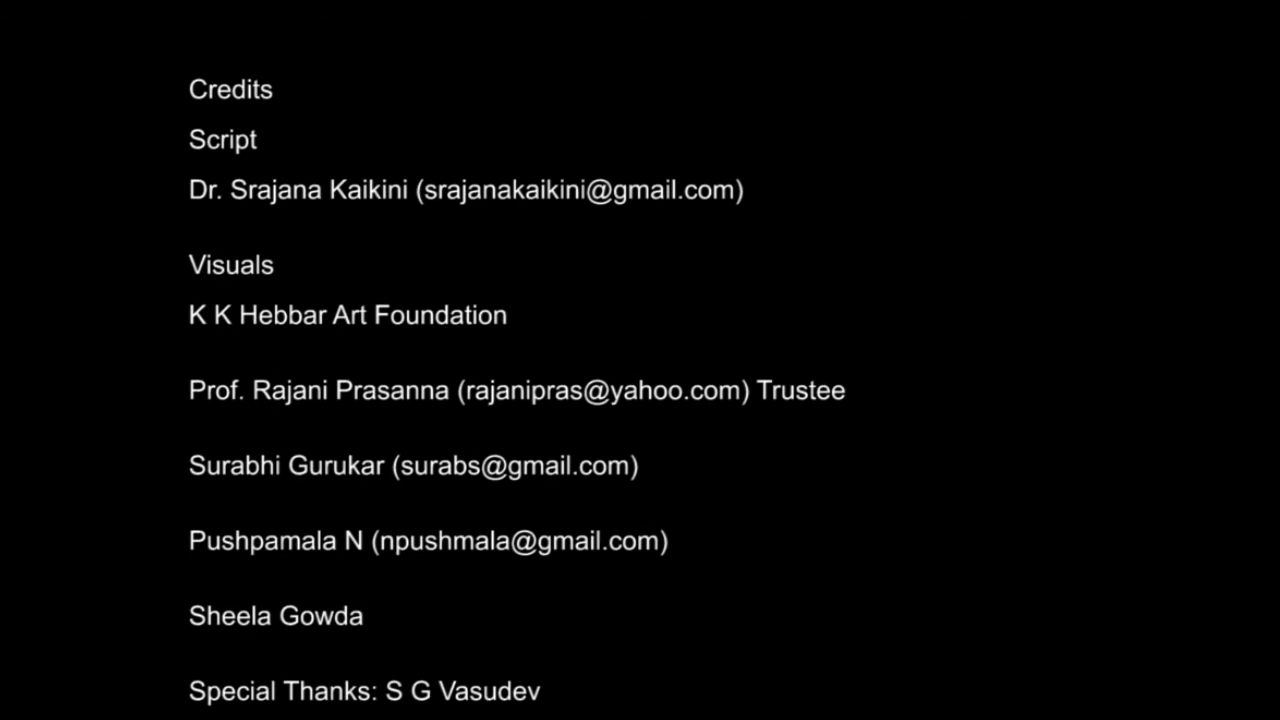 Credits
Script
Dr. Srajana Kaikini (srajanakaikini@gmail.com)
Visuals
K K Hebbar Art Foundation
Prof. Rajani Prasanna (rajanipras@yahoo.com) Trustee
Surabhi Gurukar (surabs@gmail.com)
Pushpamala N (npushmala@gmail.com)
Sheela Gowda
Special Thanks: S G Vasudev